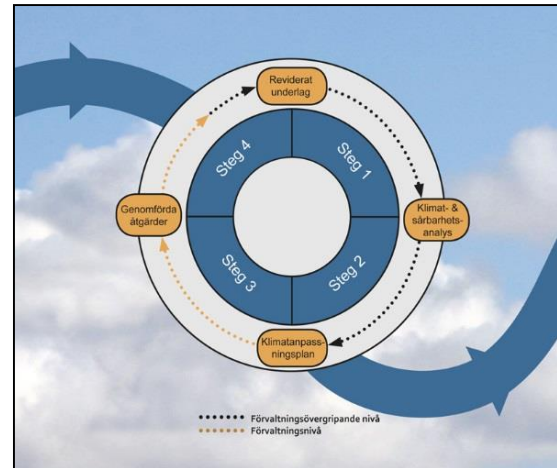 Reviderat
underlag
Steg 4
Steg 1
Genomförda
åtgärder
Klimat- &
sårbarhets-
analys
Steg 3
Steg 2
Klimatanpass-
ningsplan
Förvaltningsövergripande nivå
Förvaltningsnivå